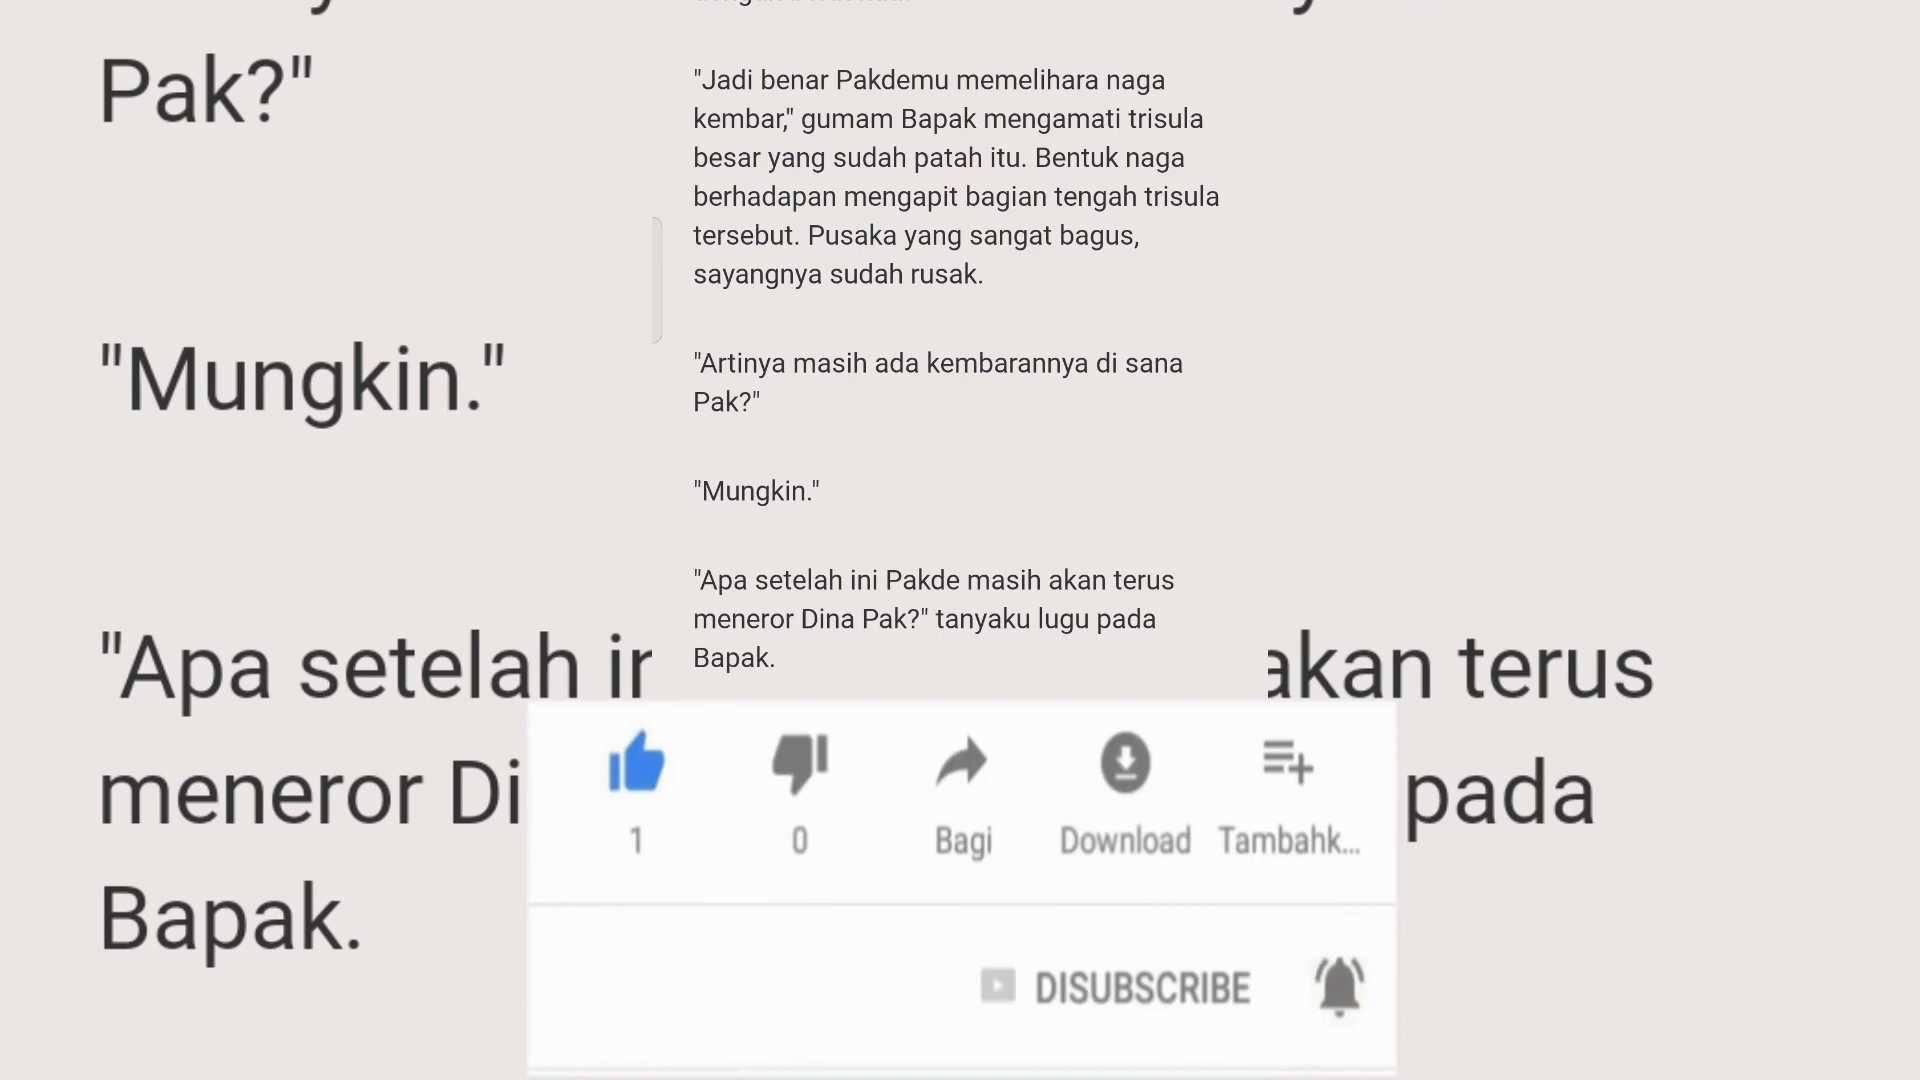 Pak?"
"Mungkin."
"Apa setelah
akan terus
meneror Di
pada
Bapak.
"Jadi benar Pakdemu memelihara naga
kembar," gumam Bapak mengamati trisula
besar yang sudah patah itu. Bentuk naga
berhadapan mengapit bagian tengah trisula
tersebut. Pusaka yang sangat bagus,
sayangnya sudah rusak.
"Artinya masih ada kembarannya di sana
Pak?"
"Mungkin."
"Apa setelah ini Pakde masih akan terus
meneror Dina Pak?" tanyaku lugu pada
Bapak.
1
0
Bagi
Download
Tambahk...
DISUBSCRIBE